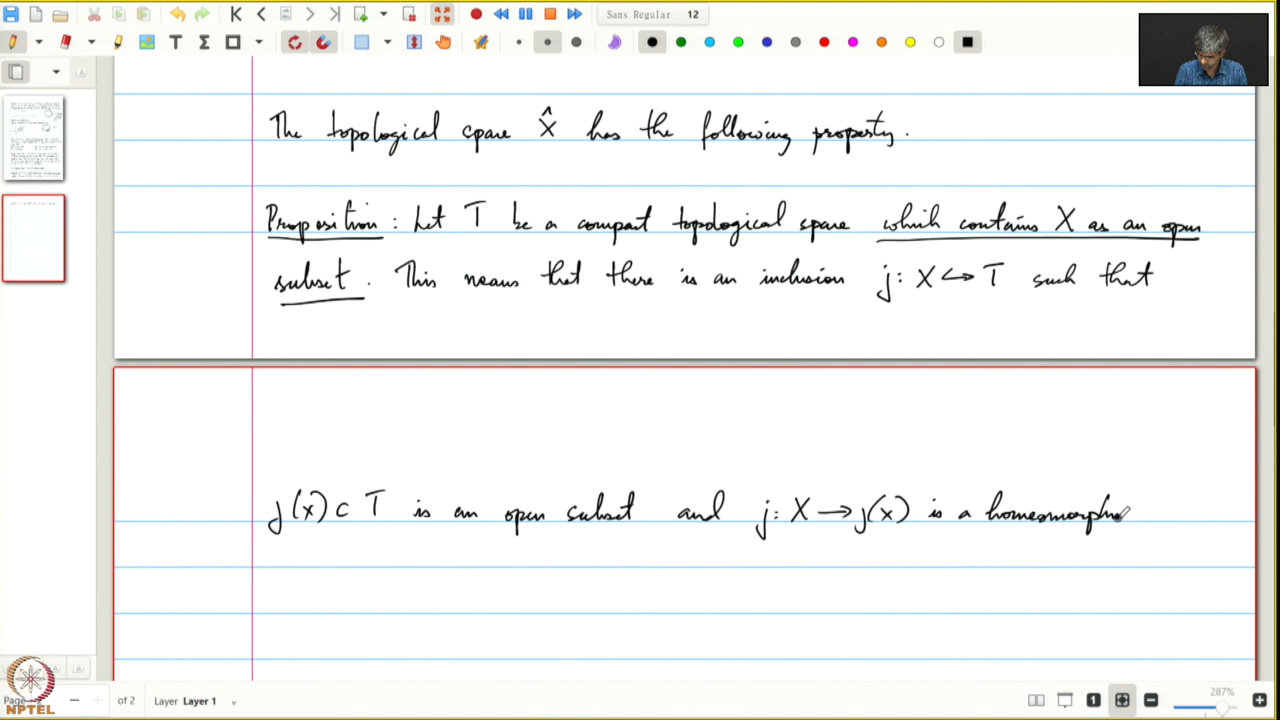 Sans Regular 12
The topological space X̂ has the following property.
Proposition : Let T be a compact topological space which contains X as an open
subset. This means that there is an inclusion j: X ↪ T such that
j(X) ⊂ T is an open subset and j: X → j(X) is a homeomorphi
Page
of 2
Layer Layer 1
287%
NPTEL